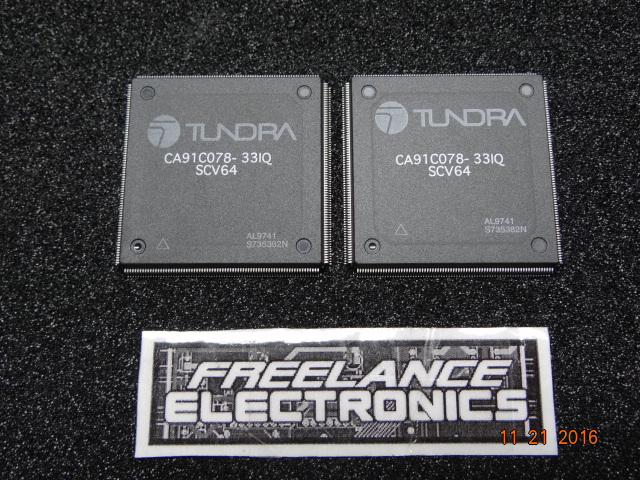 TUNDRA
CA91C078-33IQ
SCV64
AL9741
S735382N
TUNDRA
CA91C078-33IQ
SCV64
AL9741
S735382N
FREELANCE
ELECTRONICS
11 21 2016